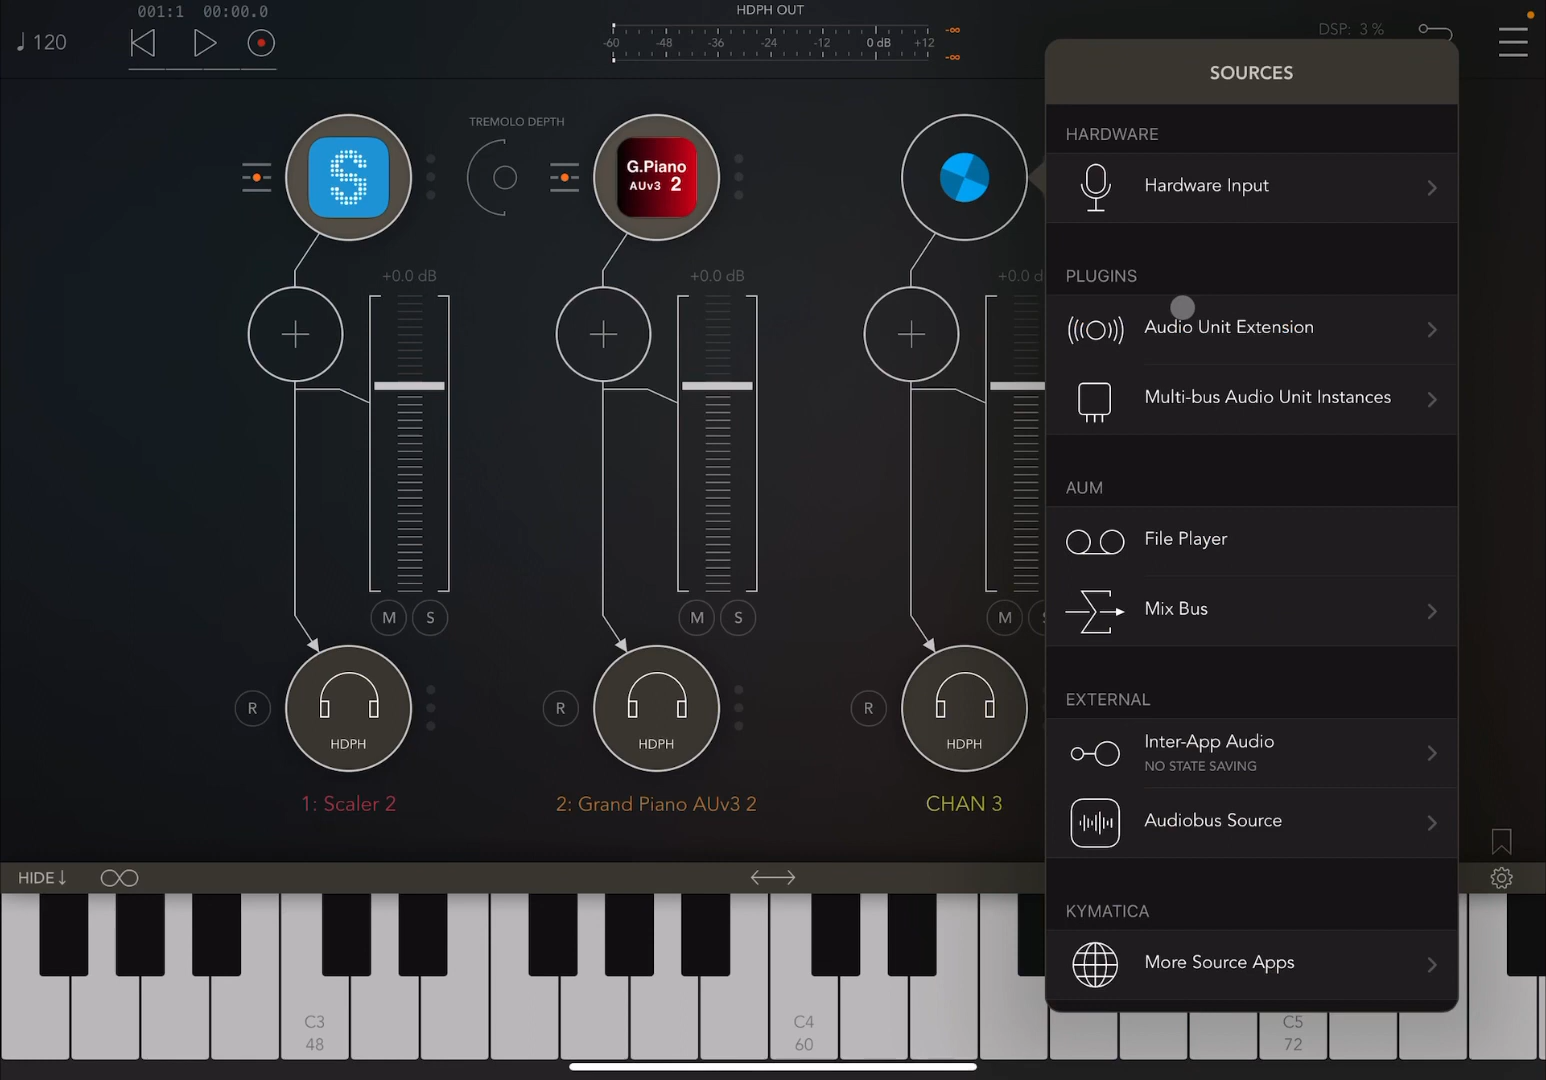 001:1 00:00.0
♩ 120
HDPH OUT
-60 -48 -36 -24 -12 0 dB +12
-∞
-∞
DSP: 3 %
SOURCES
HARDWARE
Hardware Input
PLUGINS
Audio Unit Extension
Multi-bus Audio Unit Instances
AUM
File Player
Mix Bus
EXTERNAL
Inter-App Audio
NO STATE SAVING
Audiobus Source
KYMATICA
More Source Apps
TREMOLO DEPTH
S
G.Piano
AUv3 2
+0.0 dB +0.0 dB +0.0 d
M S M S M
R R R
HDPH HDPH HDPH
1: Scaler 2 2: Grand Piano AUv3 2 CHAN 3
HIDE↓
C3 C4 C5
48 60 72